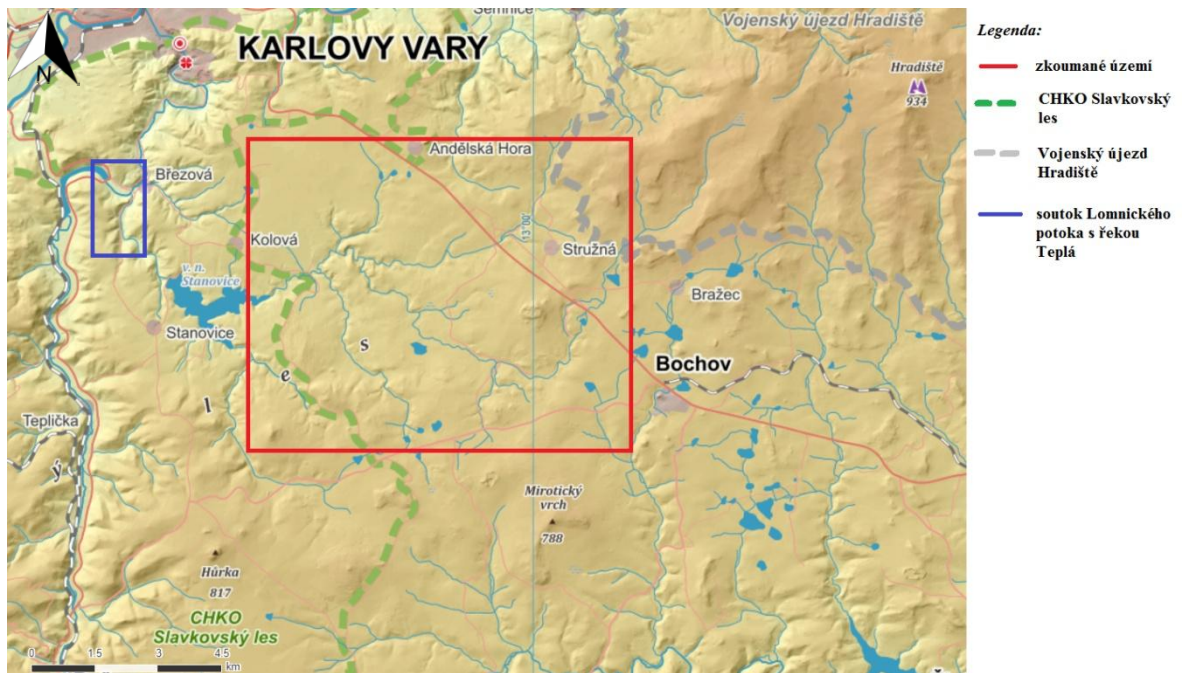 Semnice
Vojenský újezd Hradiště
KARLOVY VARY
N
Hradiště
934
Andělská Hora
Březová
13°00'
Kolová
Stružná
v. n.
Stanovice
Bražec
Stanovice
s
Bochov
e
l
Teplička
ý
Mirotický
vrch
788
Hůrka
817
CHKO
Slavkovský les
0 1.5 3 4.5
km
Legenda:
zkoumané území
CHKO Slavkovský
les
Vojenský újezd
Hradiště
soutok Lomnického
potoka s řekou
Teplá